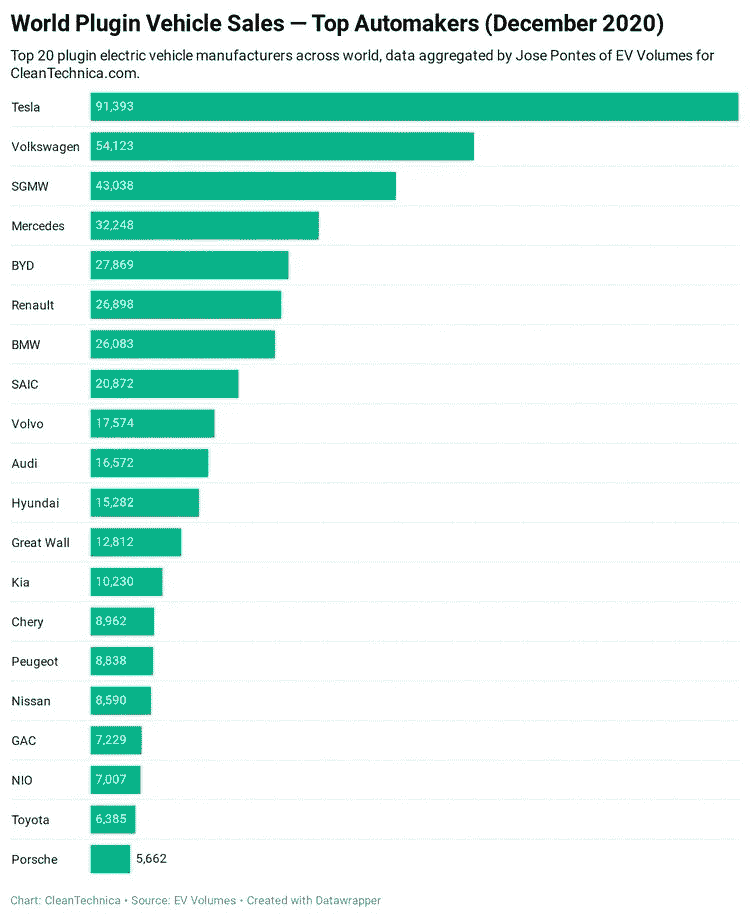 World Plugin Vehicle Sales — Top Automakers (December 2020)
Top 20 plugin electric vehicle manufacturers across world, data aggregated by Jose Pontes of EV Volumes for
CleanTechnica.com.
Tesla 91,393
Volkswagen 54,123
SGMW 43,038
Mercedes 32,248
BYD 27,869
Renault 26,898
BMW 26,083
SAIC 20,872
Volvo 17,574
Audi 16,572
Hyundai 15,282
Great Wall 12,812
Kia 10,230
Chery 8,962
Peugeot 8,838
Nissan 8,590
GAC 7,229
NIO 7,007
Toyota 6,385
Porsche 5,662
Chart: CleanTechnica • Source: EV Volumes • Created with Datawrapper